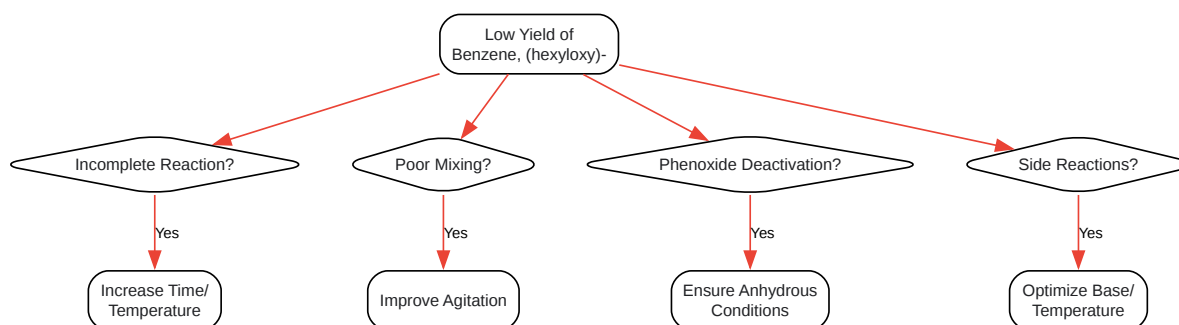 Low Yield of
Benzene, (hexyloxy)-
Incomplete Reaction?
Poor Mixing?
Phenoxide Deactivation?
Side Reactions?
Yes
Yes
Yes
Yes
Increase Time/
Temperature
Improve Agitation
Ensure Anhydrous
Conditions
Optimize Base/
Temperature